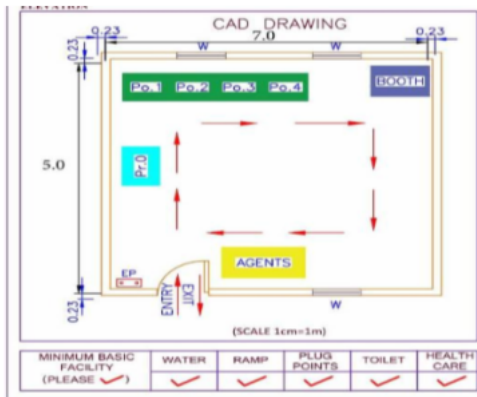 ELEVATION
CAD DRAWING
0.23 7.0 0.23
W W
0.23
Po.1 Po.2 Po.3 Po.4
BOOTH
5.0
Pr.0
AGENTS
EP
ENTRY
EXIT
0.23
W
(SCALE 1cm=1m)
MINIMUM BASIC
FACILITY
(PLEASE ✓)
WATER
RAMP
PLUG
POINTS
TOILET
HEALTH
CARE
✓ ✓ ✓ ✓ ✓